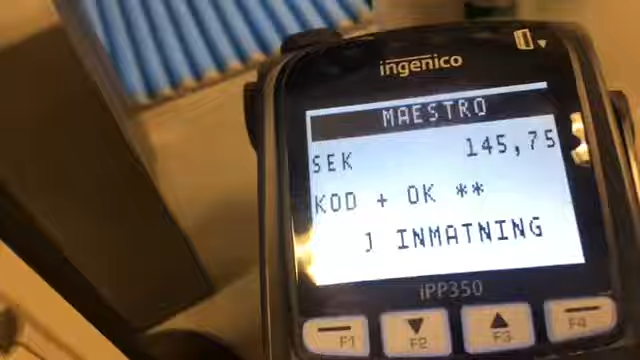 ingenico
MAESTRO
SEK 145,75
KOD + OK **
INMATNING
iPP350
F1 F2 F3 F4